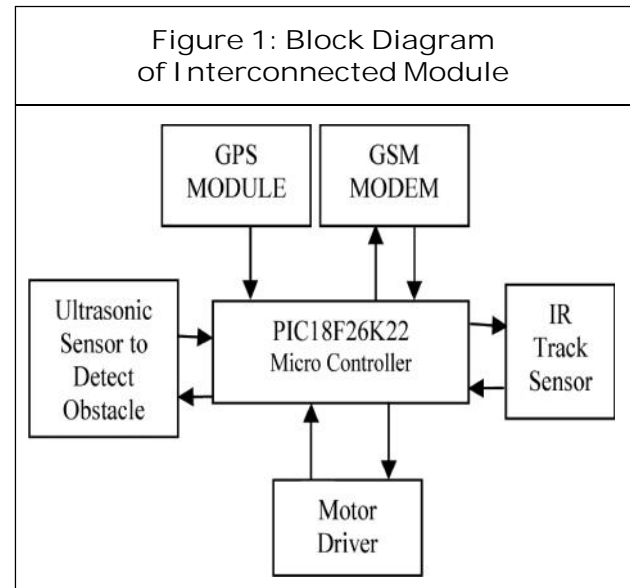 Figure 1: Block Diagram
of Interconnected Module
GPS
MODULE
GSM
MODEM
Ultrasonic
Sensor to
Detect
Obstacle
PIC18F26K22
Micro Controller
IR
Track
Sensor
Motor
Driver